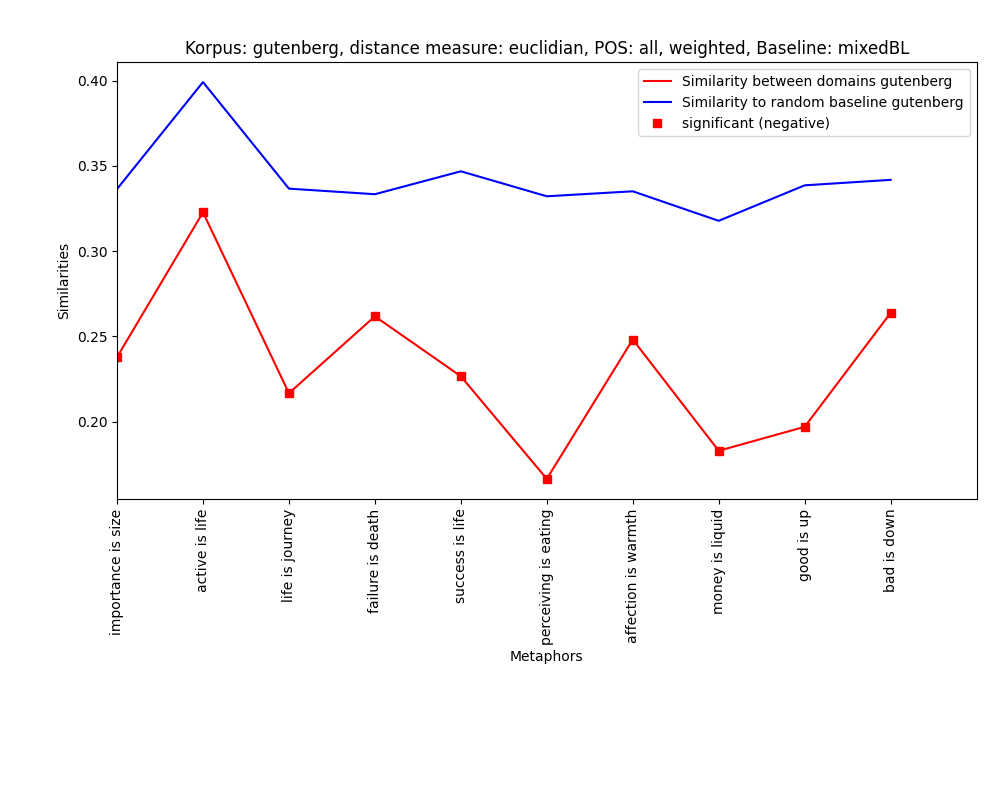 Korpus: gutenberg, distance measure: euclidian, POS: all, weighted, Baseline: mixedBL
Similarity between domains gutenberg
Similarity to random baseline gutenberg
significant (negative)
0.40
0.35
0.30
0.25
0.20
Similarities
importance is size
active is life
life is journey
failure is death
success is life
perceiving is eating
affection is warmth
money is liquid
good is up
bad is down
Metaphors